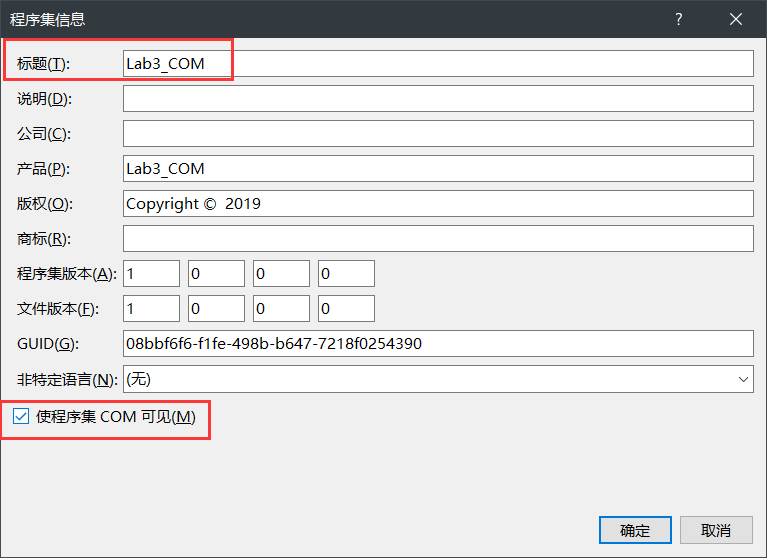 程序集信息 ?
标题(T): Lab3_COM
说明(D):
公司(C):
产品(P): Lab3_COM
版权(O): Copyright ©  2019
商标(R):
程序集版本(A): 1 0 0 0
文件版本(F): 1 0 0 0
GUID(G): 08bbf6f6-f1fe-498b-b647-7218f0254390
非特定语言(N): (无)
使程序集 COM 可见(M)
确定 取消